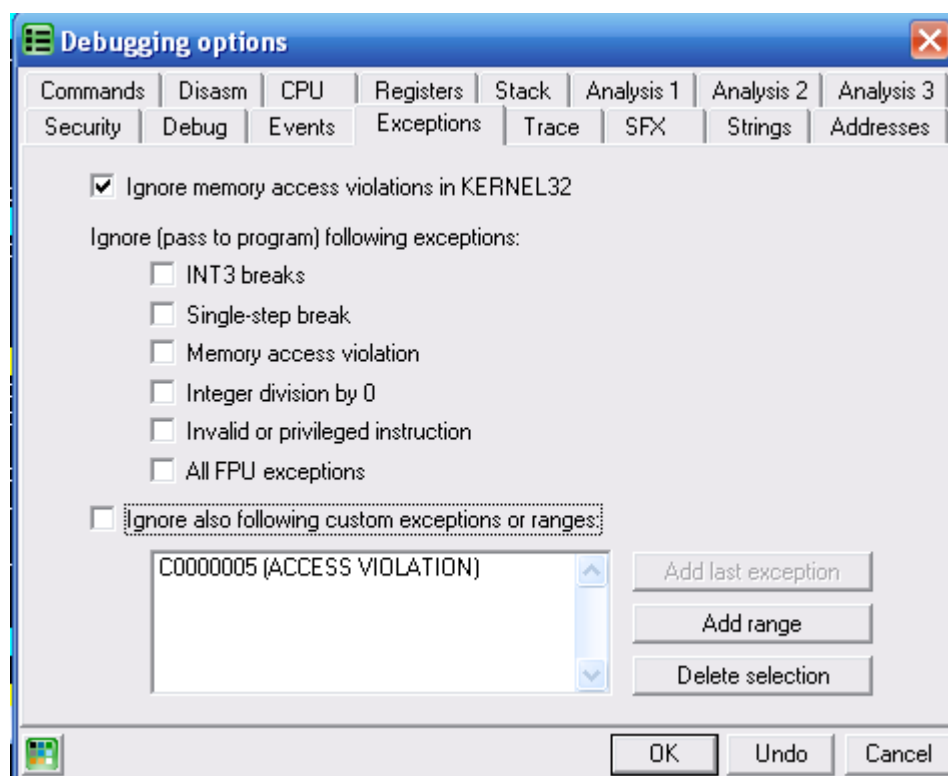 Debugging options
Commands Disasm CPU Registers Stack Analysis 1 Analysis 2 Analysis 3
Security Debug Events Exceptions Trace SFX Strings Addresses
Ignore memory access violations in KERNEL32
Ignore (pass to program) following exceptions:
INT3 breaks
Single-step break
Memory access violation
Integer division by 0
Invalid or privileged instruction
All FPU exceptions
Ignore also following custom exceptions or ranges:
C0000005 (ACCESS VIOLATION)
Add last exception
Add range
Delete selection
OK Undo Cancel